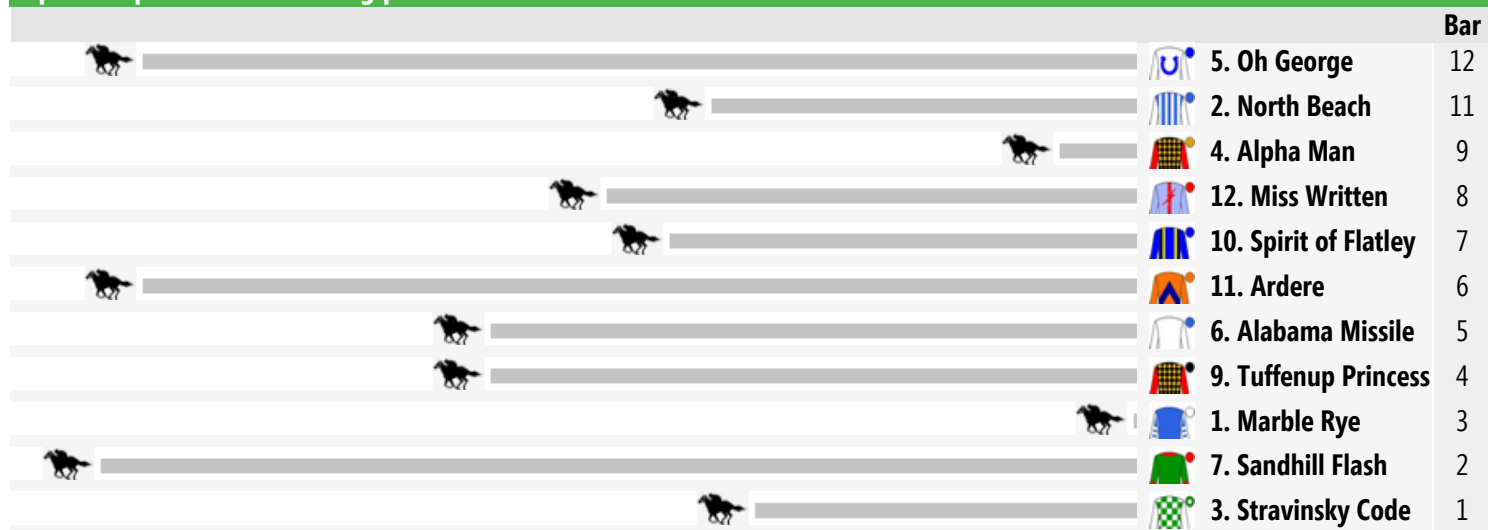 Bar
5. Oh George 12
2. North Beach 11
4. Alpha Man 9
12. Miss Written 8
10. Spirit of Flatley 7
11. Ardere 6
6. Alabama Missile 5
9. Tuffenup Princess 4
1. Marble Rye 3
7. Sandhill Flash 2
3. Stravinsky Code 1